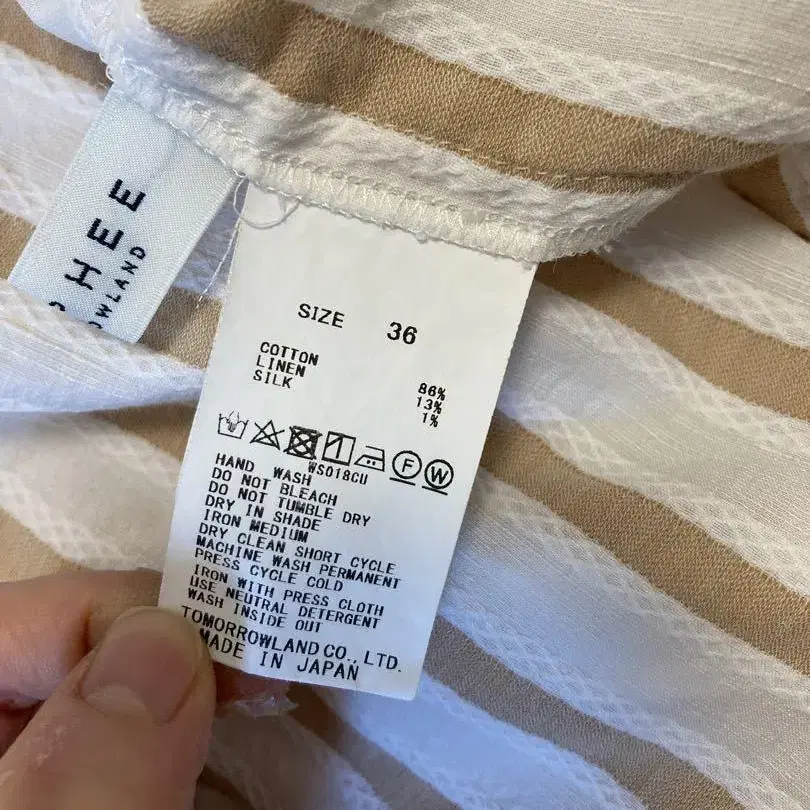 HEE
OWLAND
SIZE 36
COTTON 86%
LINEN 13%
SILK 1%
F W
WS018CU
HAND WASH
DO NOT BLEACH
DO NOT TUMBLE DRY
DRY IN SHADE
IRON MEDIUM
DRY CLEAN SHORT CYCLE
MACHINE WASH PERMANENT
PRESS CYCLE COLD
IRON WITH PRESS CLOTH
USE NEUTRAL DETERGENT
WASH INSIDE OUT
TOMORROWLAND CO., LTD.
MADE IN JAPAN